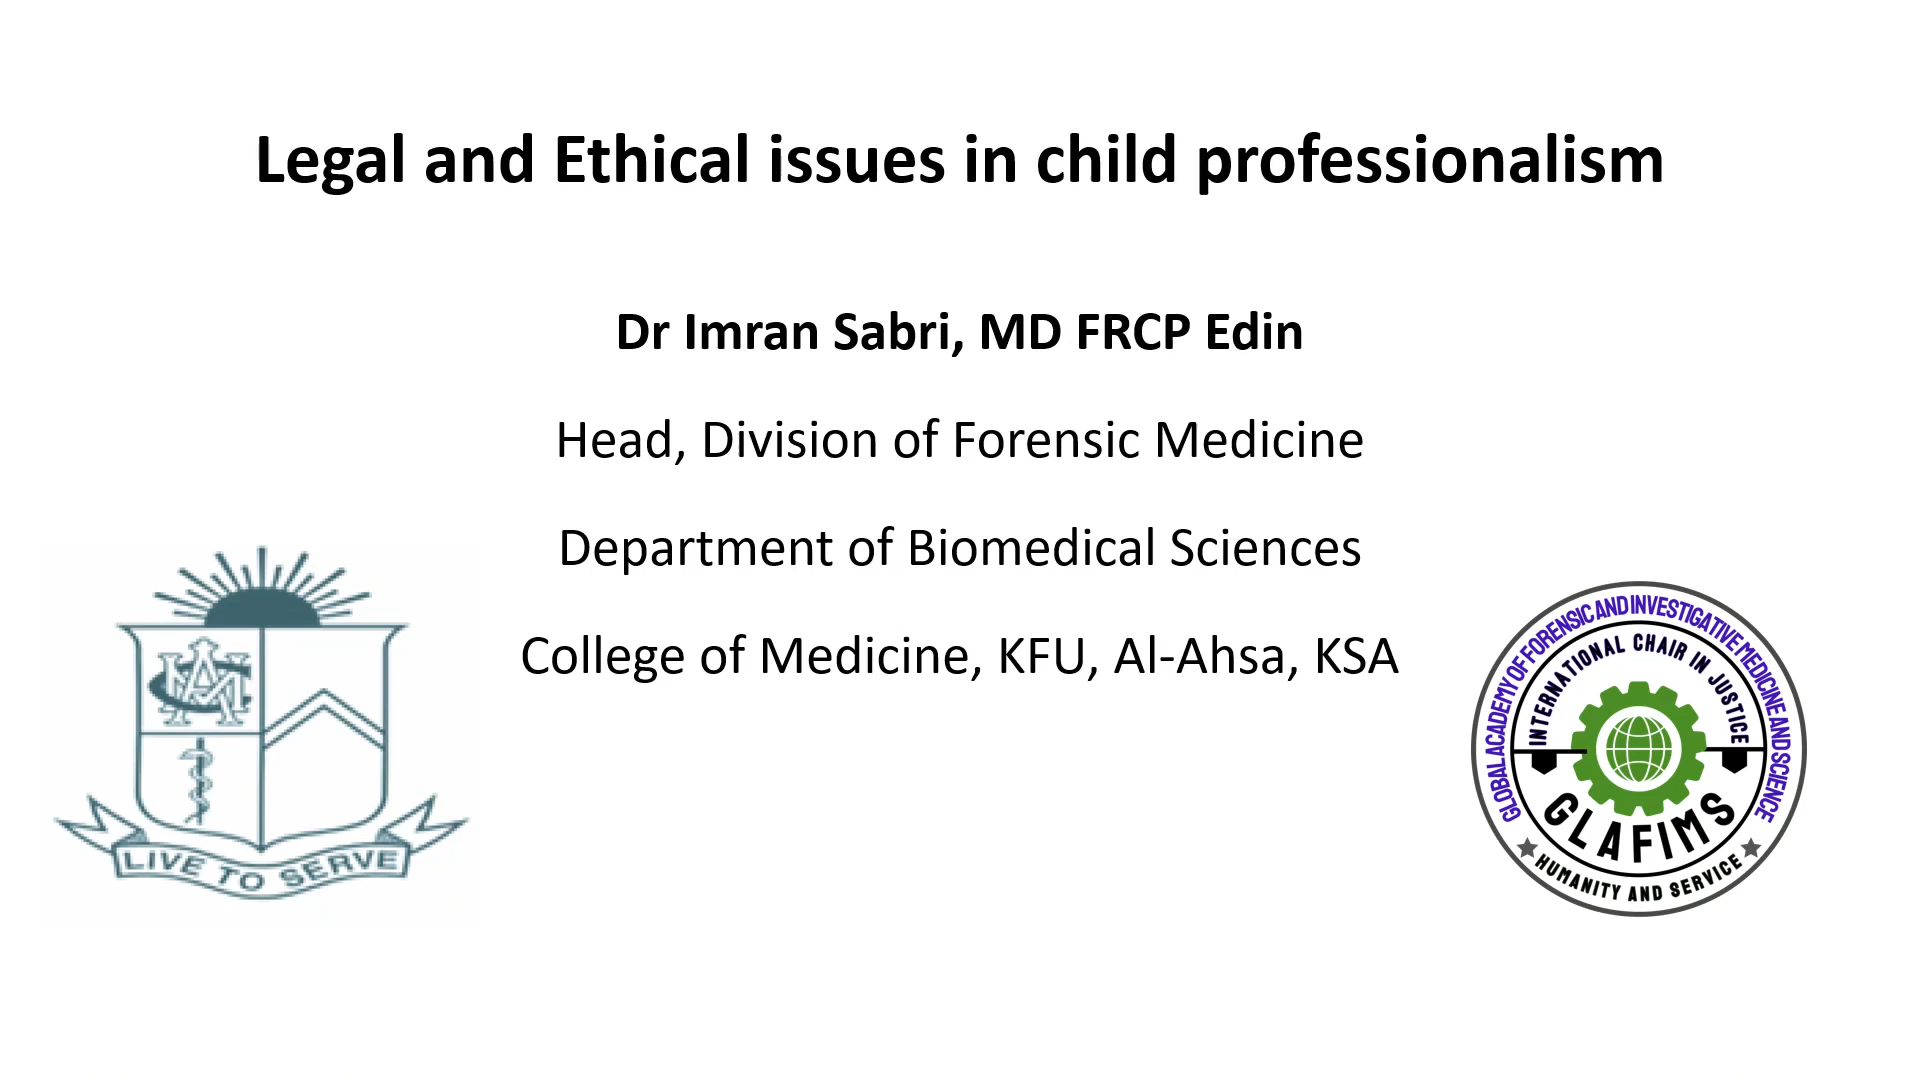 Legal and Ethical issues in child professionalism
Dr Imran Sabri, MD FRCP Edin
Head, Division of Forensic Medicine
Department of Biomedical Sciences
College of Medicine, KFU, Al-Ahsa, KSA
LIVE TO SERVE
GLOBAL ACADEMY OF FORENSIC AND INVESTIGATIVE MEDICINE AND SCIENCE
INTERNATIONAL CHAIR IN JUSTICE
GLAFIMS
HUMANITY AND SERVICE